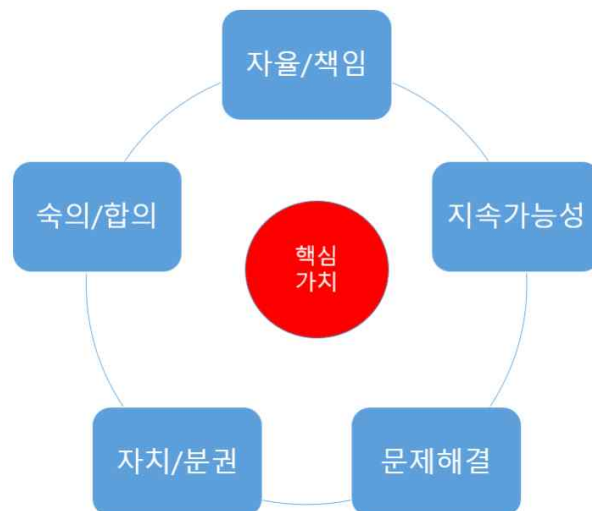 자율/책임
숙의/합의
지속가능성
핵심
가치
자치/분권
문제해결